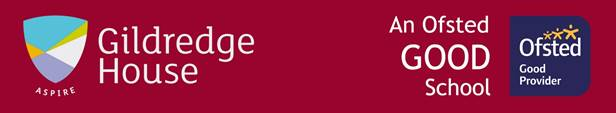 Gildredge
House
ASPIRE
An Ofsted
GOOD
School
Ofsted
Good
Provider